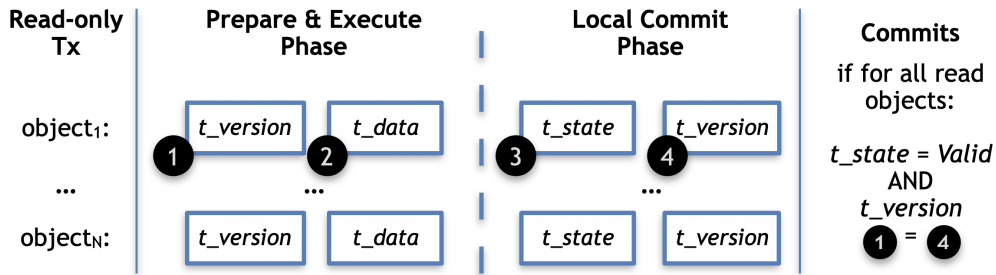 Read-only
Tx
Prepare & Execute
Phase
Local Commit
Phase
Commits
if for all read
objects:
object1:
t_version
t_data
t_state
t_version
1
2
3
4
...
...
...
t_state = Valid
AND
t_version
1 = 4
objectN:
t_version
t_data
t_state
t_version